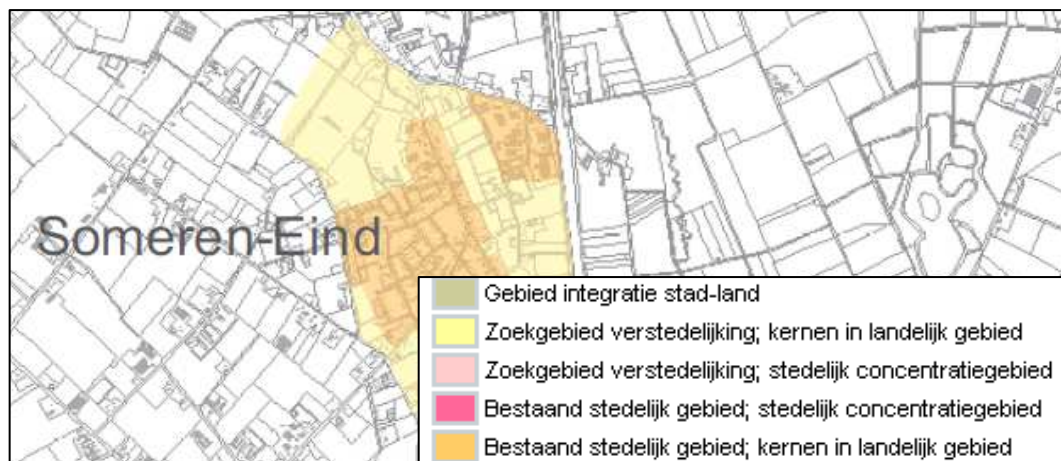 Someren-Eind
Gebied integratie stad-land
Zoekgebied verstedelijking; kernen in landelijk gebied
Zoekgebied verstedelijking; stedelijk concentratiegebied
Bestaand stedelijk gebied; stedelijk concentratiegebied
Bestaand stedelijk gebied; kernen in landelijk gebied